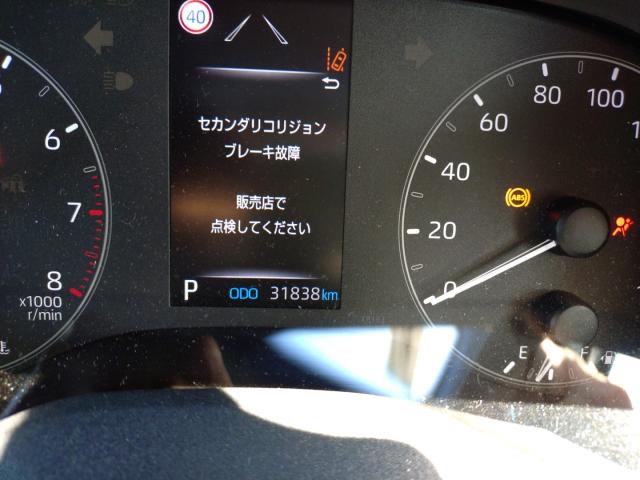 40
セカンダリコリジョン
ブレーキ故障
販売店で
点検してください
P ODO 31838km
6
7
8
x1000
r/min
0
20
40
60
80
100
ABS
E F